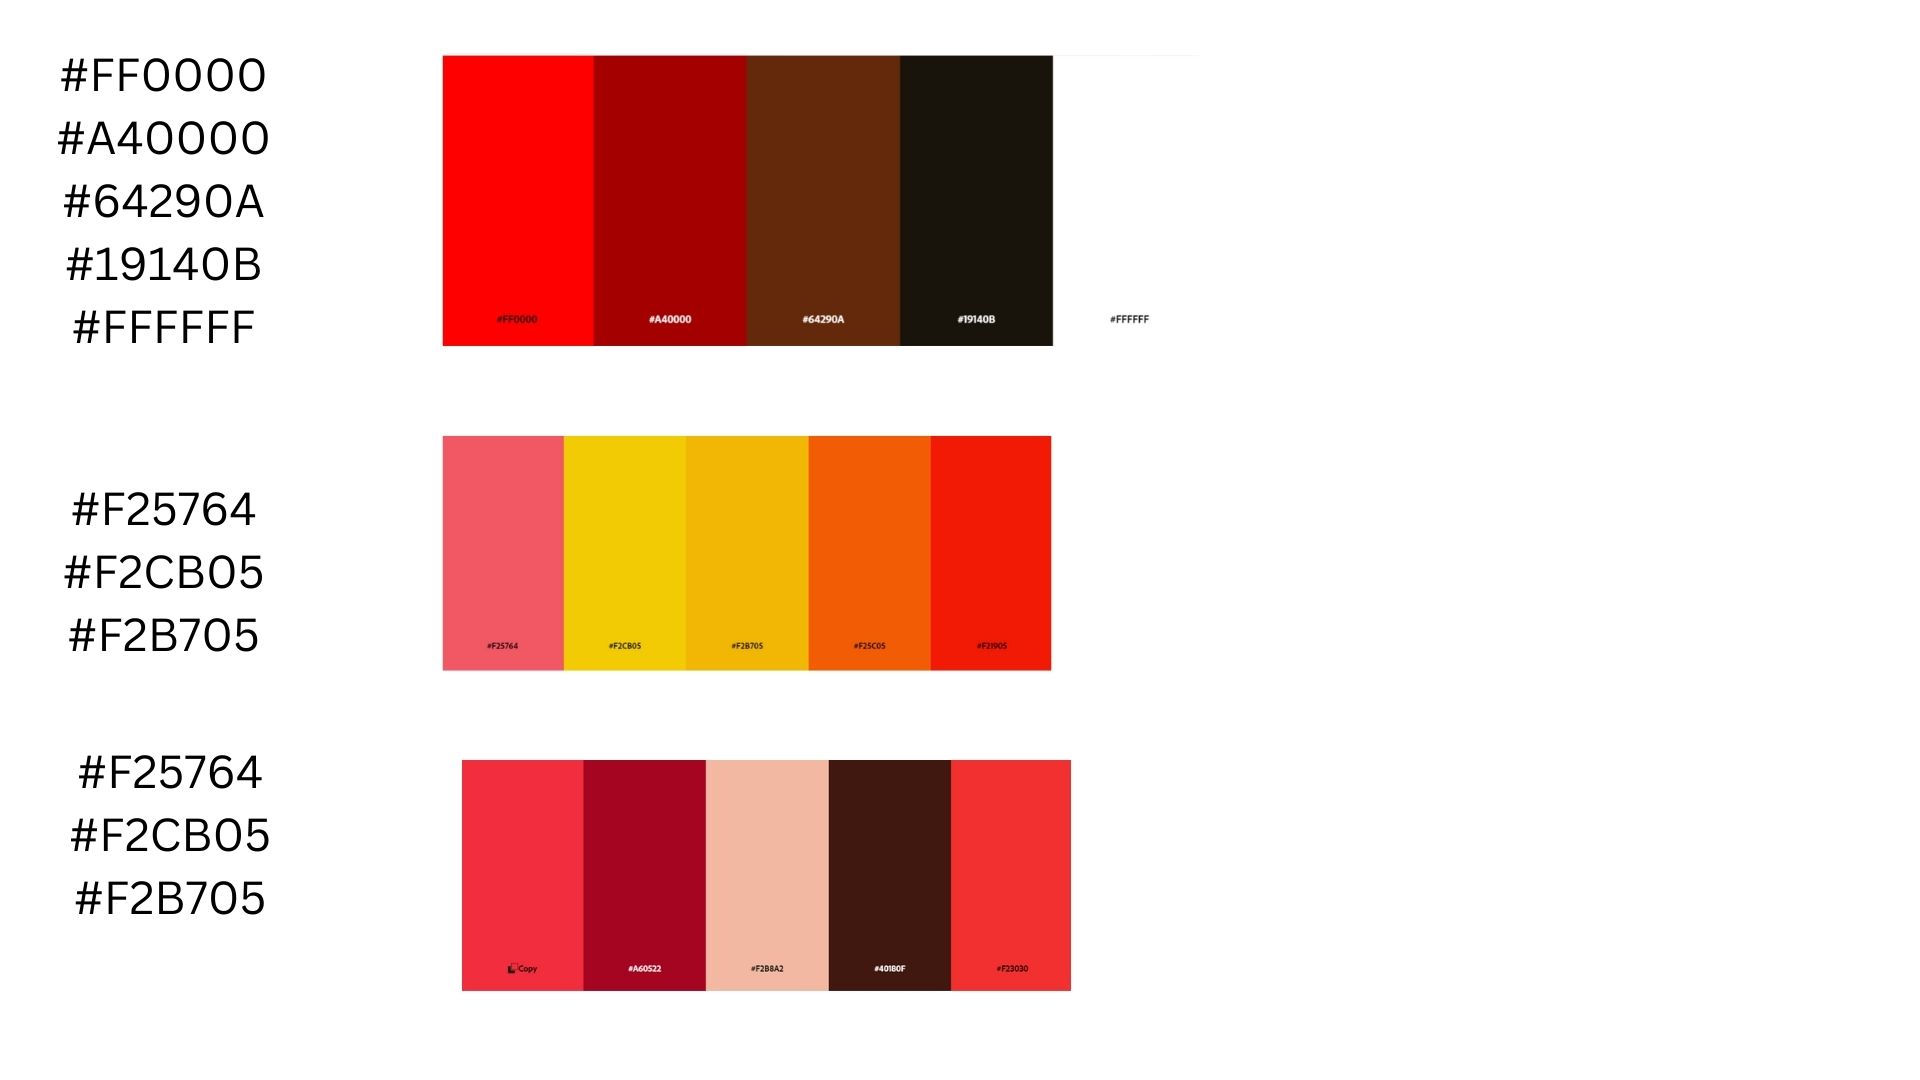 #FF0000
#A40000
#64290A
#19140B
#FFFFFF
#FF0000 #A40000 #64290A #19140B #FFFFFF
#F25764
#F2CB05
#F2B705
#F25764 #F2CB05 #F2B705 #F25C05 #F21905
#F25764
#F2CB05
#F2B705
Copy #A60522 #F2B8A2 #40180F #F23030